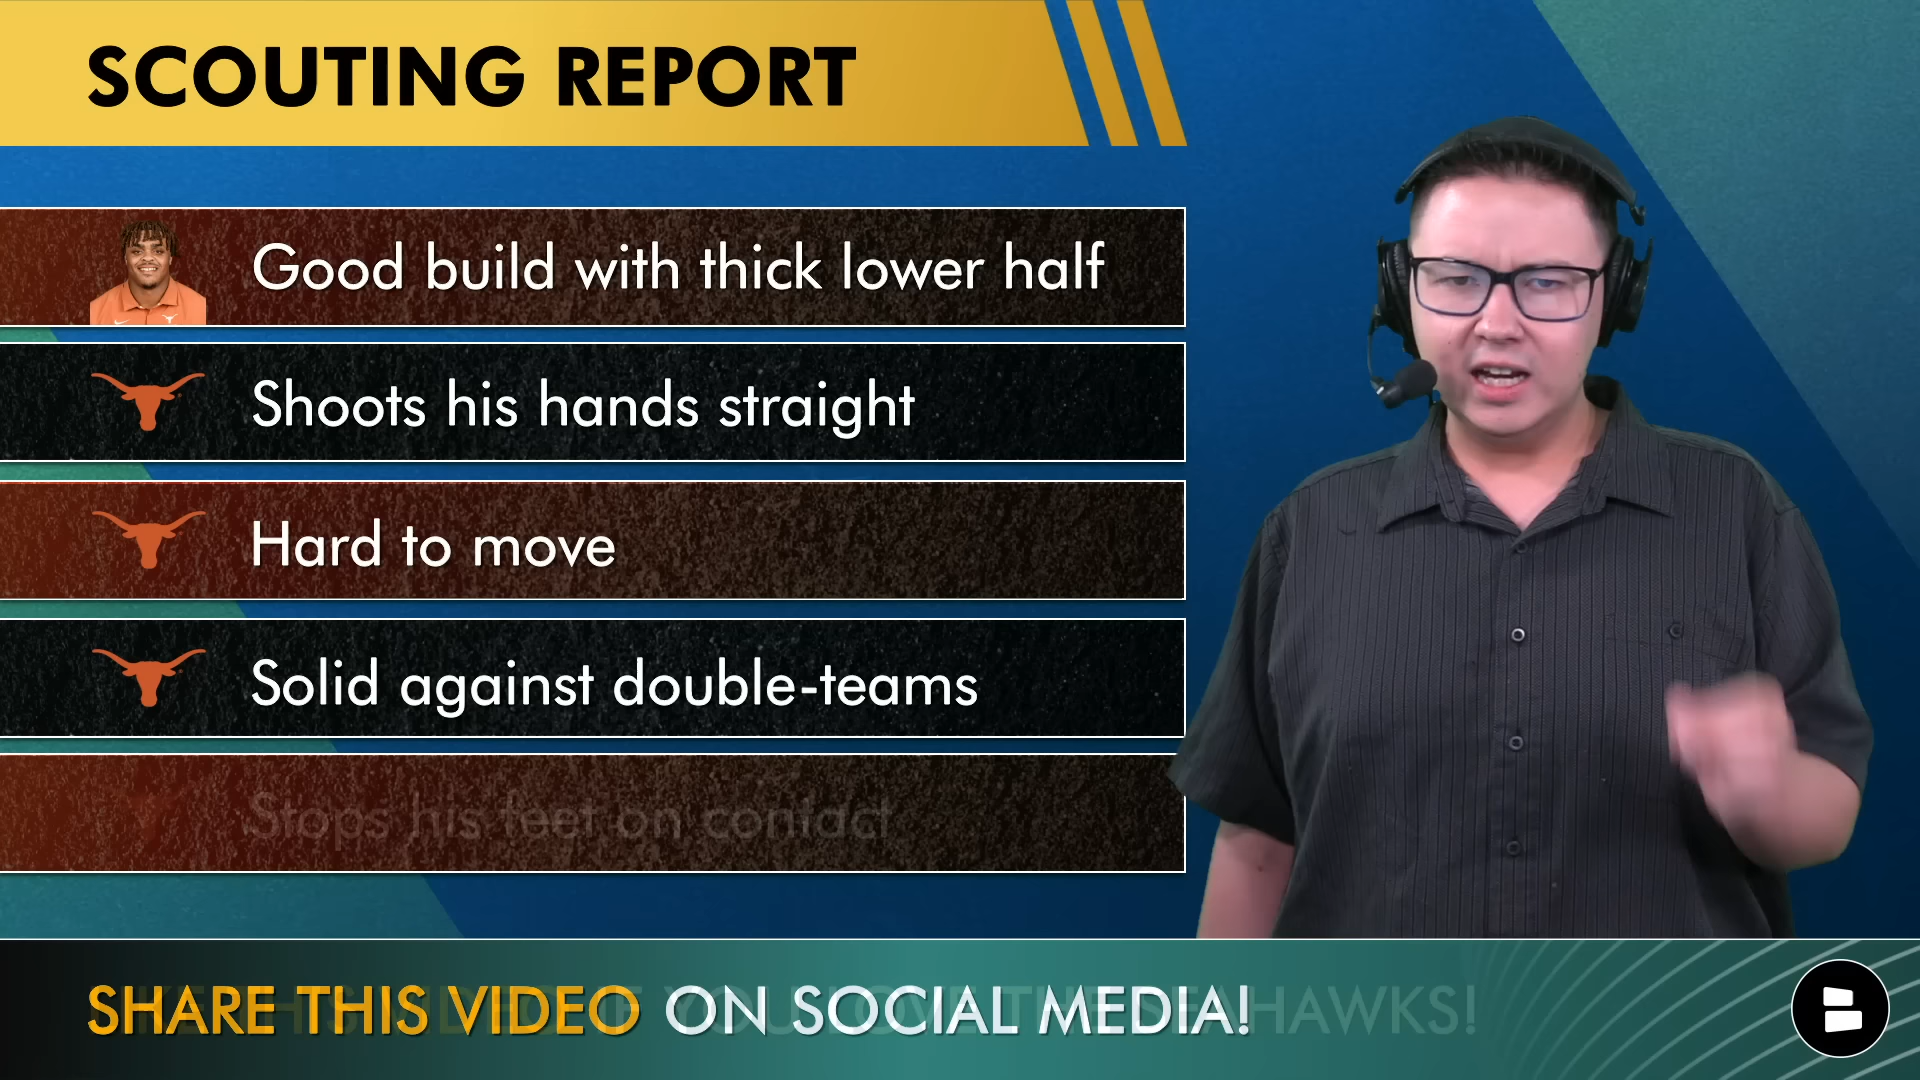 SCOUTING REPORT
Good build with thick lower half
Shoots his hands straight
Hard to move
Solid against double-teams
Stops his feet on contact
SHARE THIS VIDEO ON SOCIAL MEDIA!